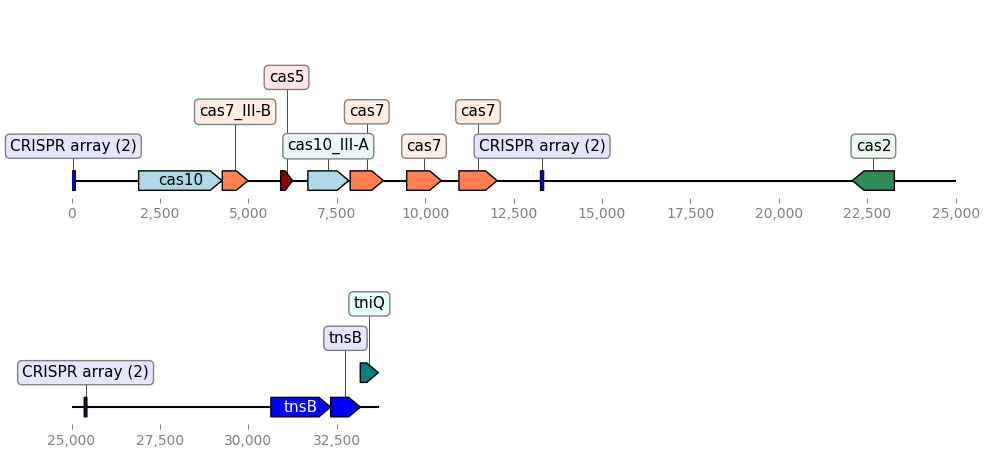 cas5
cas7_III-B
cas7
cas7
CRISPR array (2)
cas10_III-A
cas7
CRISPR array (2)
cas2
cas10
0
2,500
5,000
7,500
10,000
12,500
15,000
17,500
20,000
22,500
25,000
tniQ
tnsB
CRISPR array (2)
tnsB
25,000
27,500
30,000
32,500